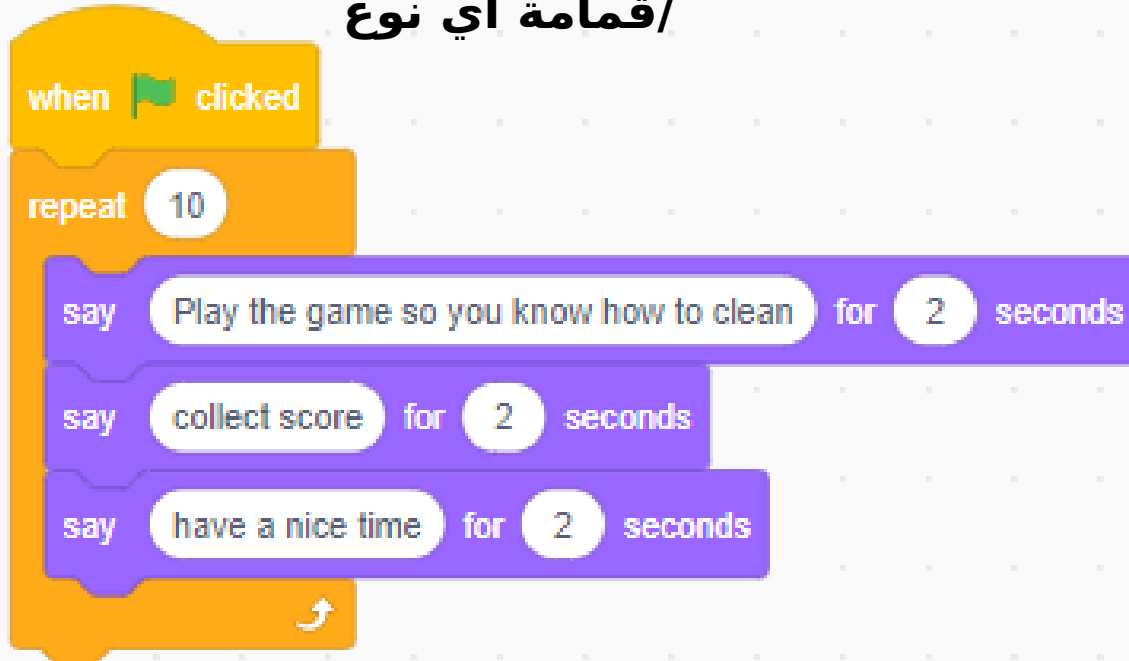 قمامة أي نوع/
when clicked
repeat 10
say Play the game so you know how to clean for 2 seconds
say collect score for 2 seconds
say have a nice time for 2 seconds